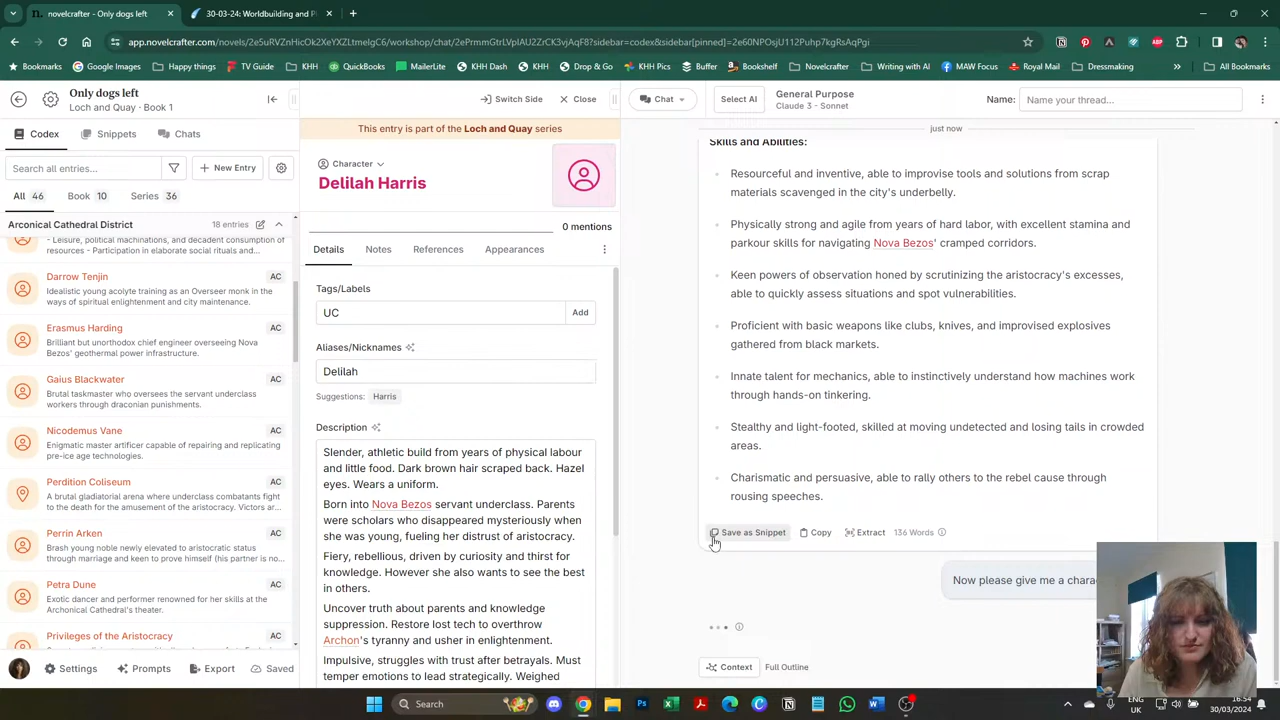 novelcrafter - Only dogs left
30-03-24: Worldbuilding and P
app.novelcrafter.com/novels/2e5uRVZncHiOk2XeYXZLtmelgC6/workshop/chat/2ePrmmGtrLVplAU2ZrCK3vjAqF8?sidebar=codex&sidebar[pinned]=2e60NPOsjU112Puhp7kgRsAqPgi
Bookmarks
Google Images
Happy things
TV Guide
KHH
QuickBooks
MailerLite
KHH
Google
KHH Pics
Buffer
Bookshelf
Novelcrafter
Writing with AI
MAW Focus
Royal Mail
Dressmaking
All Bookmarks
Only dogs left
Loch and Quay - Book 1
Codex
Snippets
Chats
Search all entries...
New Entry
All 46
Book 10
Series 36
Arconical Cathedral District
18 entries
- Leisure, political machinations, and decadent consumption of
resources - Participation in elaborate social rituals and...
Darrow Tenjin
AC
Idealistic young acolyte training as an Overseer monk in the
ways of spiritual enlightenment and city maintenance.
Erasmus Harding
AC
Brilliant but unorthodox chief engineer overseeing Nova
Bezos' geothermal power infrastructure.
Gaius Blackwater
AC
Brutal taskmaster who oversees the servant underclass
workers through draconian punishments.
Nicodemus Vane
AC
Enigmatic master artificer capable of repairing and replicating
pre-ice age technologies.
Perdition Coliseum
AC
A brutal gladiatorial arena where underclass combatants fight
to the death for the amusement of the aristocracy. Victors ar...
Perrin Arken
AC
Brash young noble newly elevated to aristocratic status
through marriage and keen to prove himself (his partner is no...
Petra Dune
AC
Exotic dancer and performer renowned for her skills at the
Archonical Cathedral's theater.
Privileges of the Aristocracy
AC
Settings
Prompts
Export
Saved
Switch Side
Close
This entry is part of the Loch and Quay series
Character
Delilah Harris
0 mentions
Details
Notes
References
Appearances
Tags/Labels
UC
Add
Aliases/Nicknames
Delilah
Suggestions: Harris
Description
Slender, athletic build from years of physical labour
and little food. Dark brown hair scraped back. Hazel
eyes. Wears a uniform.
Born into Nova Bezos servant underclass. Parents
were scholars who disappeared mysteriously when
she was young, fueling her distrust of aristocracy.
Fiery, rebellious, driven by curiosity and thirst for
knowledge. However she also wants to see the best
in others.
Uncover truth about parents and knowledge
suppression. Restore lost tech to overthrow
Archon's tyranny and usher in enlightenment.
Impulsive, struggles with trust after betrayals. Must
temper emotions to lead strategically. Weighed
Chat
Select AI
General Purpose
Claude 3 - Sonnet
Name:
Name your thread...
just now
Skills and Abilities:
Resourceful and inventive, able to improvise tools and solutions from scrap
materials scavenged in the city's underbelly.
Physically strong and agile from years of hard labor, with excellent stamina and
parkour skills for navigating Nova Bezos' cramped corridors.
Keen powers of observation honed by scrutinizing the aristocracy's excesses,
able to quickly assess situations and spot vulnerabilities.
Proficient with basic weapons like clubs, knives, and improvised explosives
gathered from black markets.
Innate talent for mechanics, able to instinctively understand how machines work
through hands-on tinkering.
Stealthy and light-footed, skilled at moving undetected and losing tails in crowded
areas.
Charismatic and persuasive, able to rally others to the rebel cause through
rousing speeches.
Save as Snippet
Copy
Extract
136 Words
Now please give me a chara
Context
Full Outline
Search
ENG
UK
16:54
30/03/2024